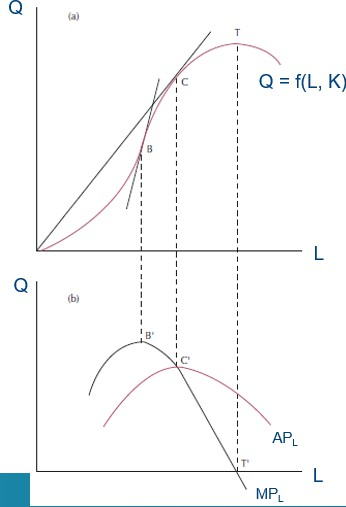 Q
(a)
T
C
Q = f(L, K)
B
L
Q
(b)
B'
C'
AP_L
T'
L
MP_L